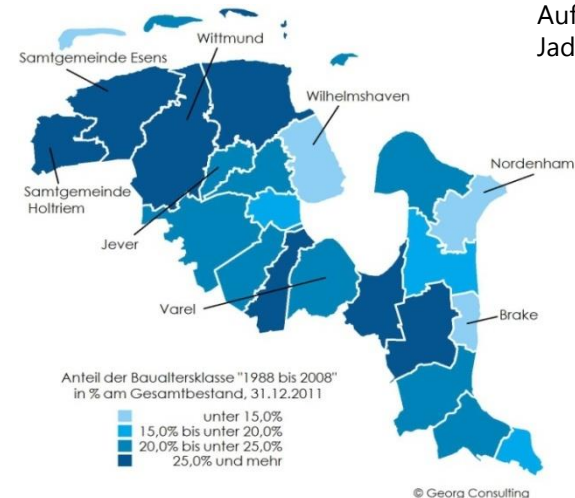 Auf
Jad
Wittmund
Samtgemeinde Esens
Wilhelmshaven
Nordenham
Samtgemeinde
Holtriem
Jever
Varel
Brake
Anteil der Baualtersklasse "1988 bis 2008"
in % am Gesamtbestand, 31.12.2011
unter 15,0%
15,0% bis unter 20,0%
20,0% bis unter 25,0%
25,0% und mehr
© Georg Consulting